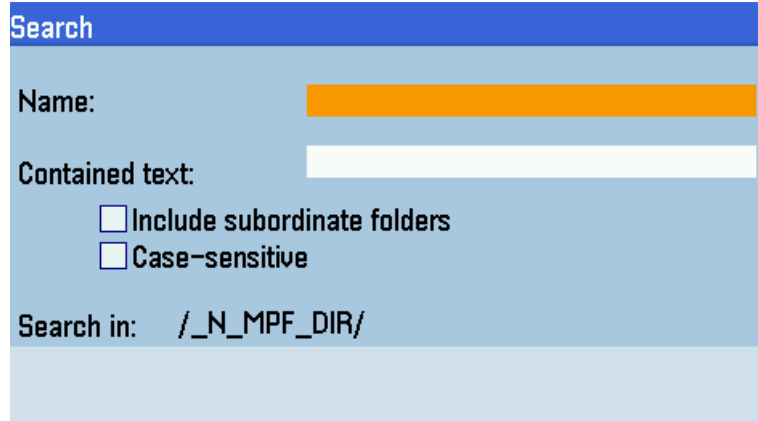 Search
Name:
Contained text:
Include subordinate folders
Case-sensitive
Search in: /_N_MPF_DIR/